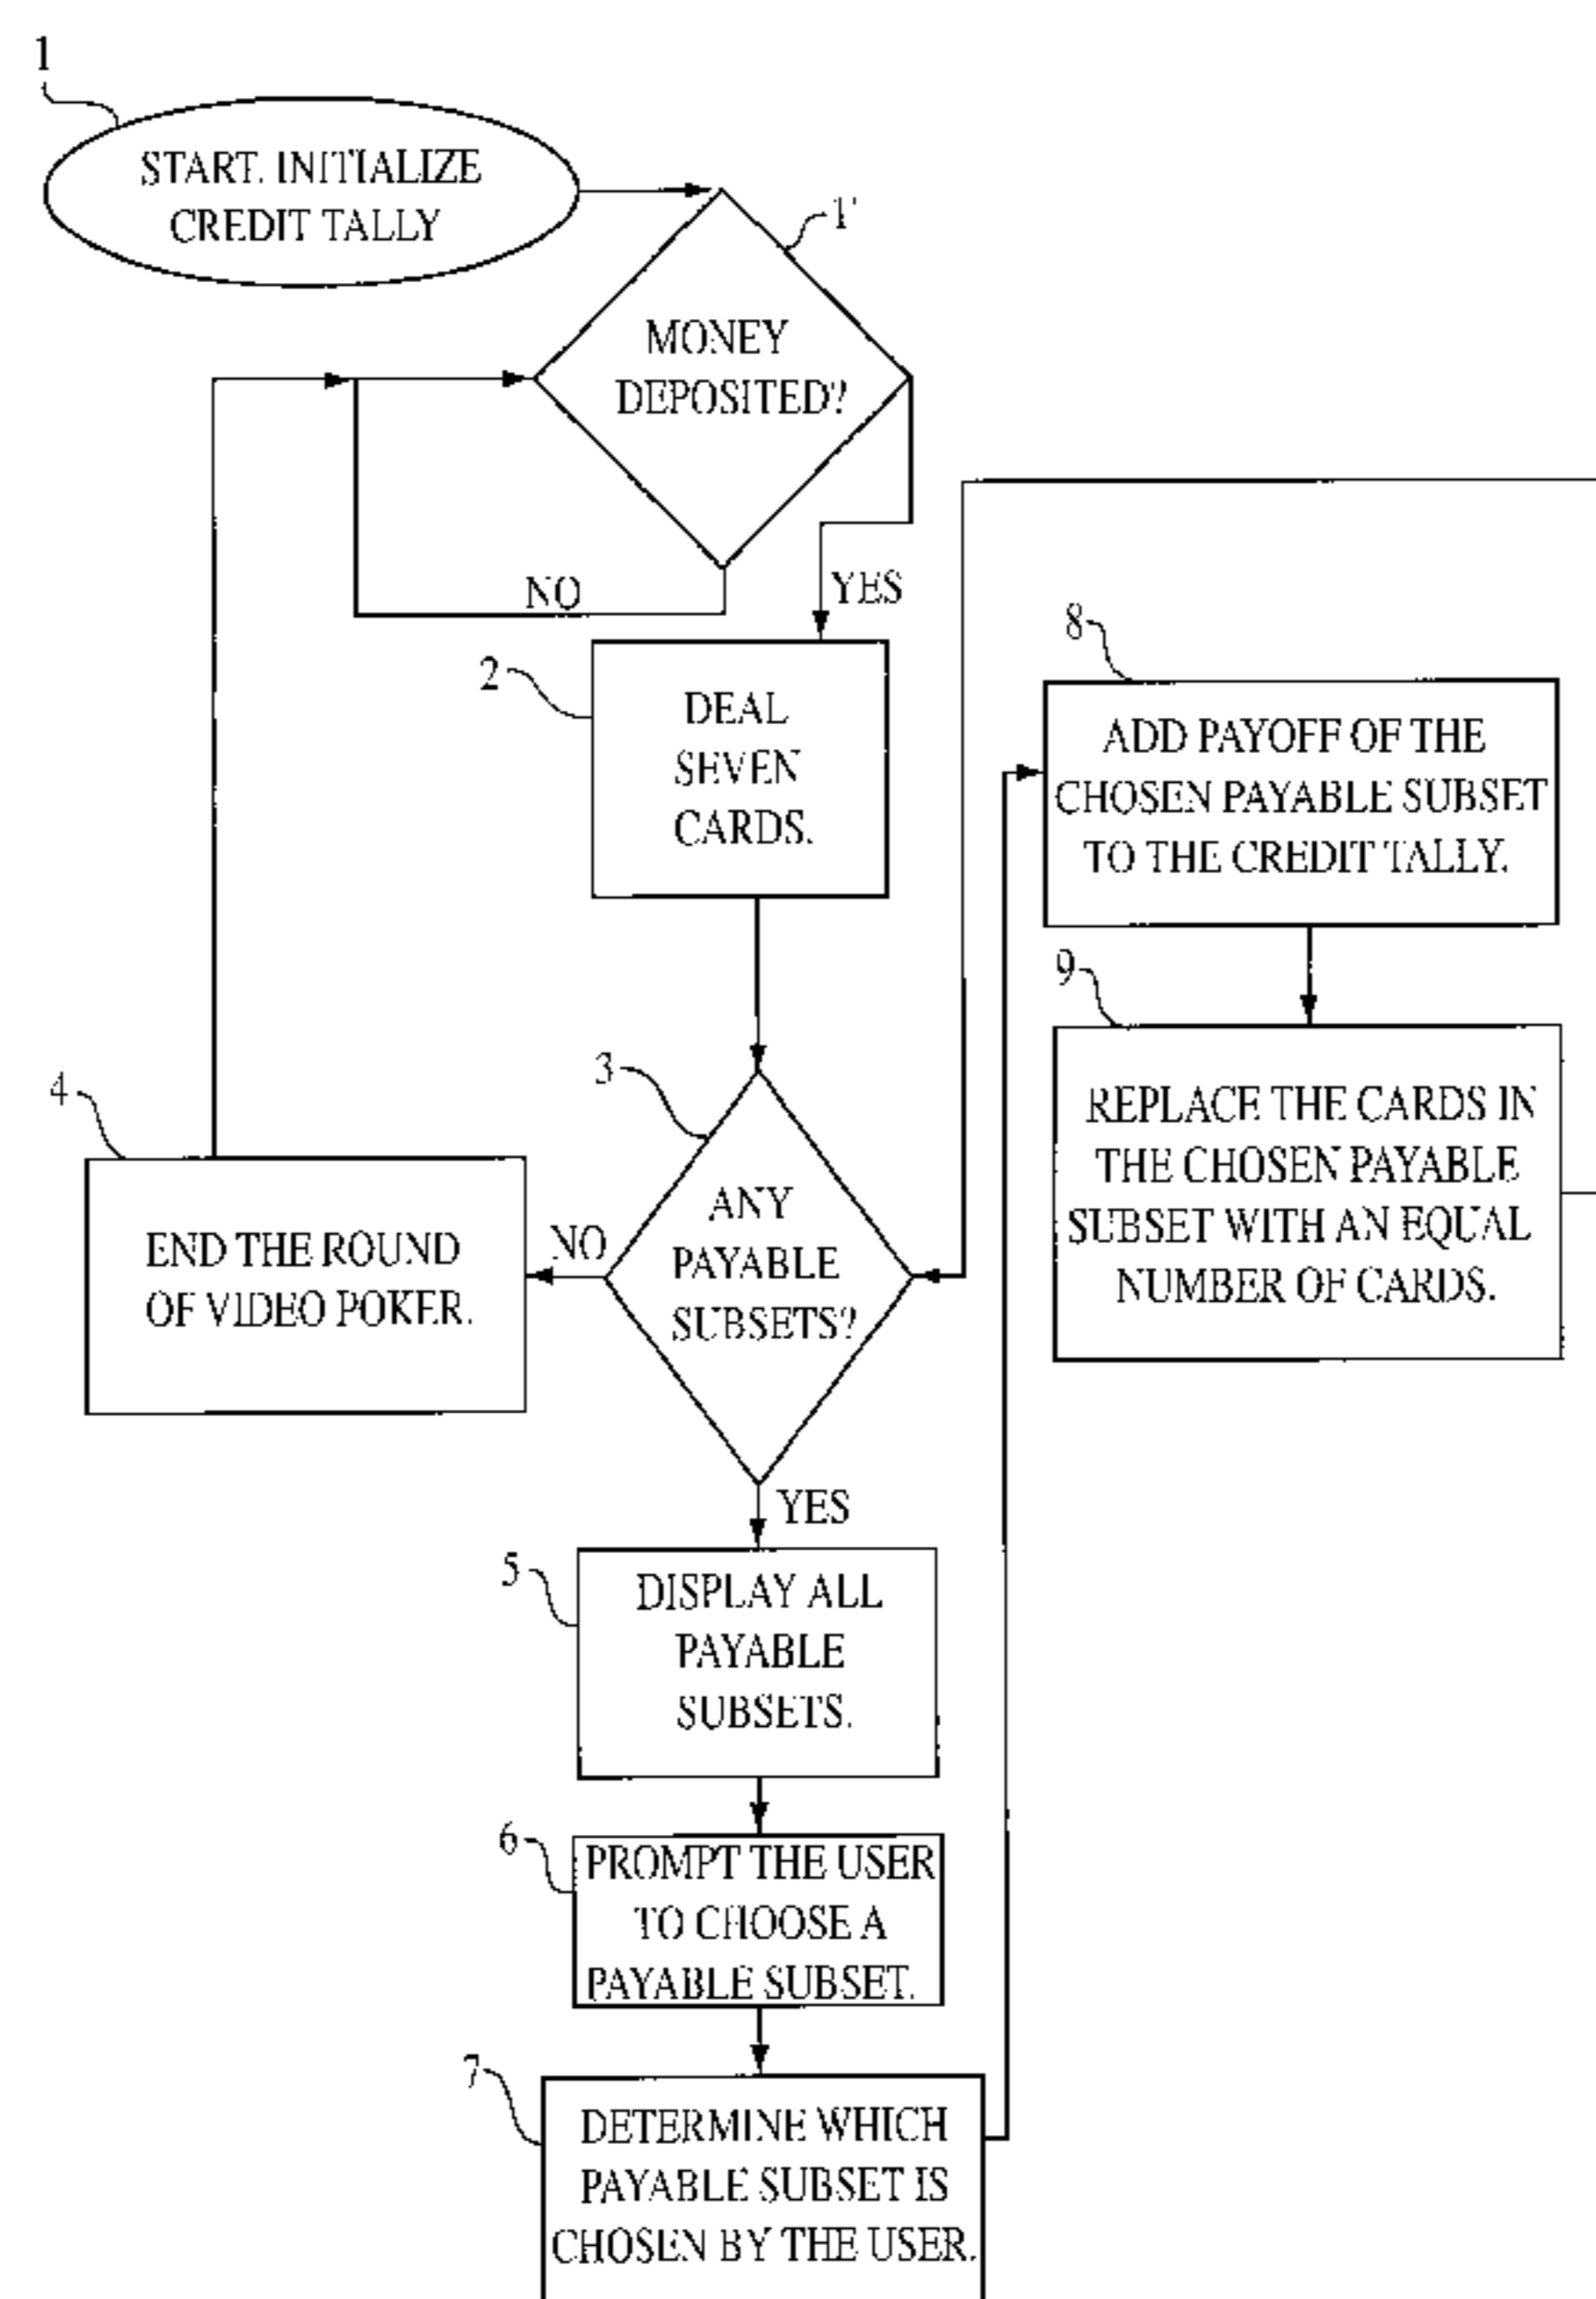 1
START. INITIALIZE
CREDIT TALLY
1'
MONEY
DEPOSITED?
NO
YES
2
DEAL
SEVEN
CARDS.
3
ANY
PAYABLE
SUBSETS?
NO
4
END THE ROUND
OF VIDEO POKER.
YES
5
DISPLAY ALL
PAYABLE
SUBSETS.
6
PROMPT THE USER
TO CHOOSE A
PAYABLE SUBSET.
7
DETERMINE WHICH
PAYABLE SUBSET IS
CHOSEN BY THE USER.
8
ADD PAYOFF OF THE
CHOSEN PAYABLE SUBSET
TO THE CREDIT TALLY.
9
REPLACE THE CARDS IN
THE CHOSEN PAYABLE
SUBSET WITH AN EQUAL
NUMBER OF CARDS.